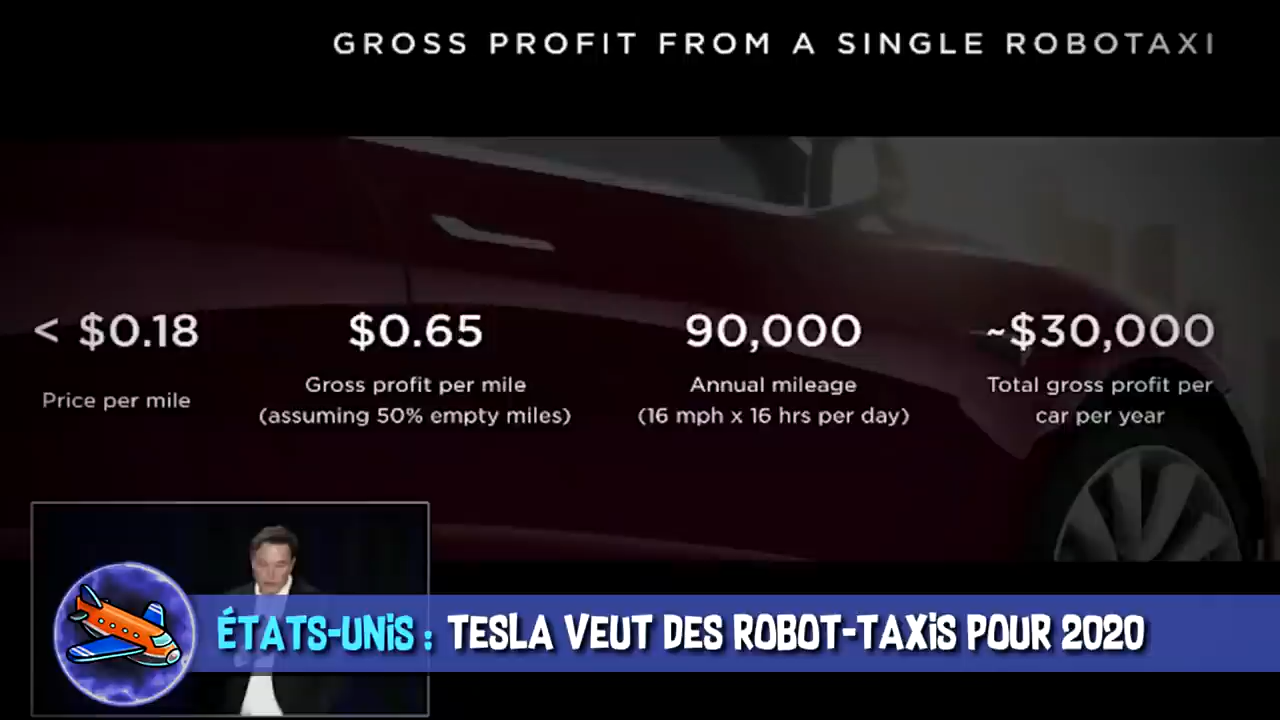 GROSS PROFIT FROM A SINGLE ROBOTAXI
< $0.18
Price per mile
$0.65
Gross profit per mile
(assuming 50% empty miles)
90,000
Annual mileage
(16 mph x 16 hrs per day)
~$30,000
Total gross profit per
car per year
ÉTATS-UNiS : TESLA VEUT DES ROBOT-TAXiS POUR 2020